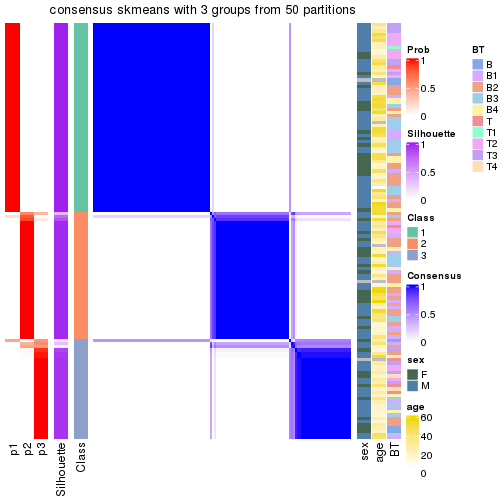 consensus skmeans with 3 groups from 50 partitions
Prob
1
0.5
0
Silhouette
1
0.5
0
Class
1
2
3
Consensus
1
0.5
0
sex
F
M
age
60
40
20
0
BT
B
B1
B2
B3
B4
T
T1
T2
T3
T4
p1
p2
p3
Silhouette
Class
sex
age
BT